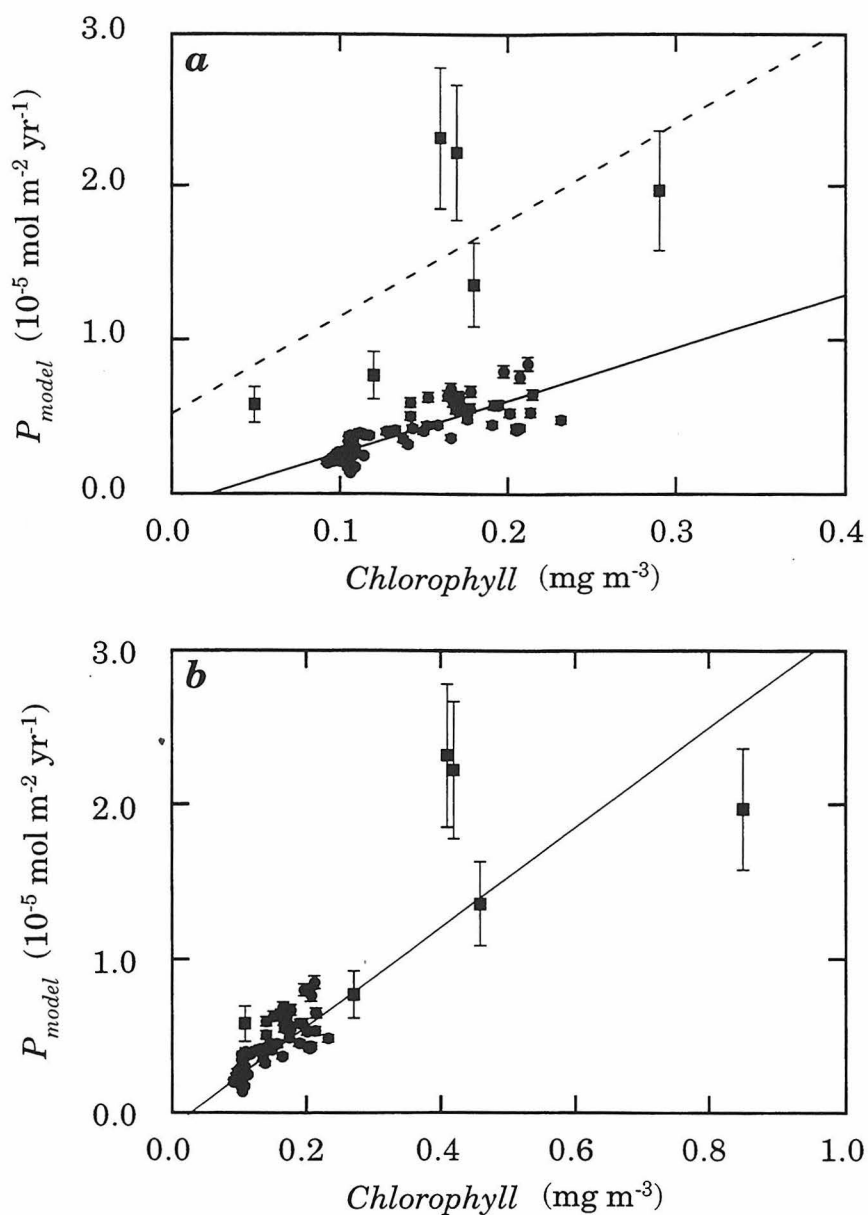 a
3.0
2.0
1.0
0.0
P_model (10⁻⁵ mol m⁻² yr⁻¹)
0.0 0.1 0.2 0.3 0.4
Chlorophyll (mg m⁻³)
b
3.0
2.0
1.0
0.0
P_model (10⁻⁵ mol m⁻² yr⁻¹)
0.0 0.2 0.4 0.6 0.8 1.0
Chlorophyll (mg m⁻³)